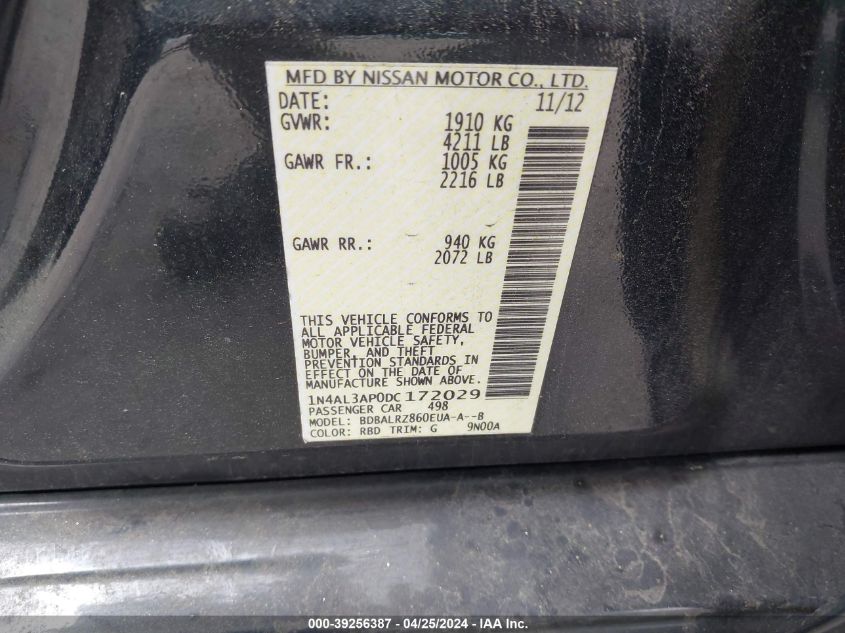 MFD BY NISSAN MOTOR CO., LTD.
DATE: 11/12
GVWR: 1910 KG
4211 LB
GAWR FR.: 1005 KG
2216 LB
GAWR RR.: 940 KG
2072 LB
THIS VEHICLE CONFORMS TO
ALL APPLICABLE FEDERAL
MOTOR VEHICLE SAFETY,
BUMPER, AND THEFT
PREVENTION STANDARDS IN
EFFECT ON THE DATE OF
MANUFACTURE SHOWN ABOVE.
1N4AL3AP0DC172029
PASSENGER CAR 498
MODEL: BDBALRZ860EUA-A--B
COLOR: RBD TRIM: G 9N00A
000-39256387 - 04/25/2024 - IAA Inc.